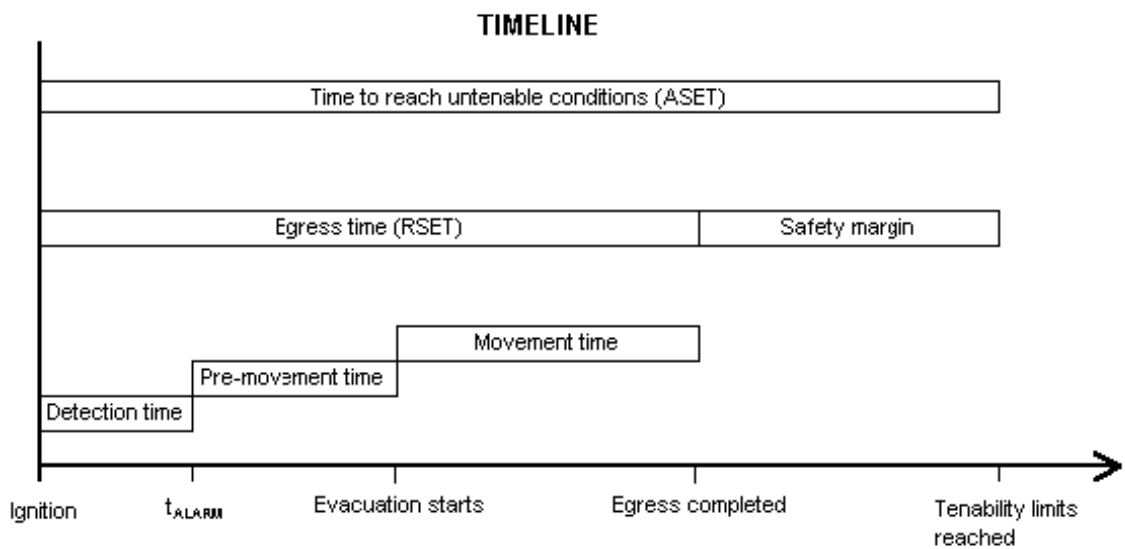 TIMELINE
Time to reach untenable conditions (ASET)
Egress time (RSET)
Safety margin
Movement time
Pre-movement time
Detection time
Ignition
tALARM
Evacuation starts
Egress completed
Tenability limits
reached